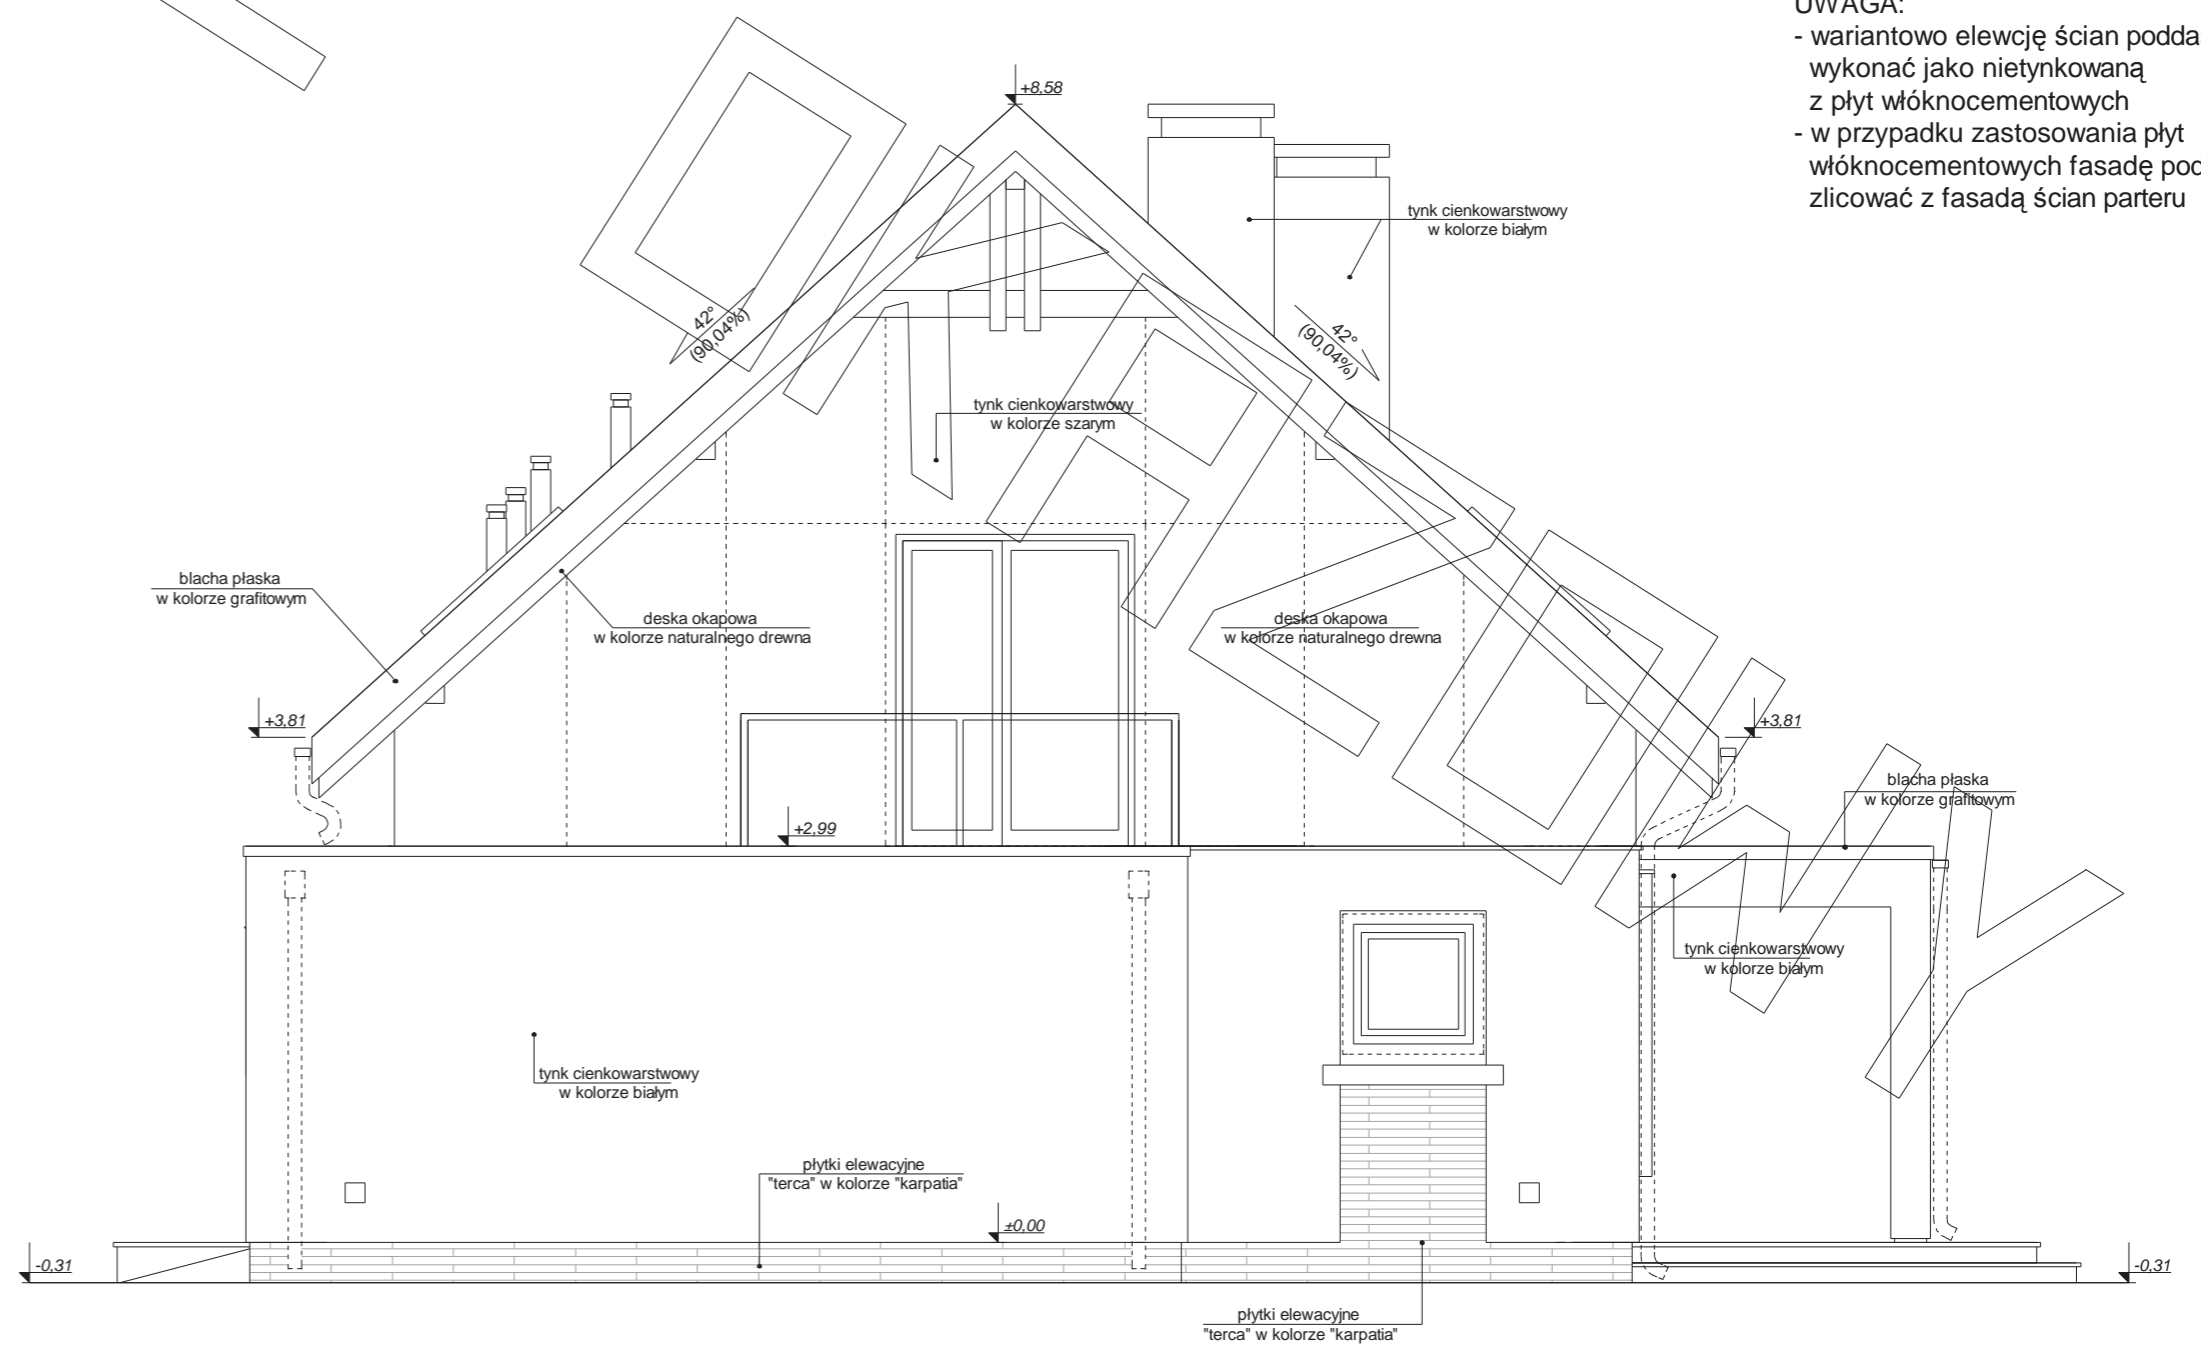 UWAGA:
- wariantowo elewcję ścian
wykonać jako nietynkowaną
z płyt włóknocementowych
- w przypadku zastosowania płyt
włóknocementowych fasadę
zlicować z fasadą ścian parteru
+8,58
tynk cienkowarstwowy
w kolorze białym
42°
(90,04%)
42°
(90,04%)
tynk cienkowarstwowy
w kolorze szarym
blacha płaska
w kolorze grafitowym
deska okapowa
w kolorze naturalnego drewna
deska okapowa
w kolorze naturalnego drewna
+3,81
+3,81
blacha płaska
w kolorze grafitowym
+2,99
tynk cienkowarstwowy
w kolorze białym
tynk cienkowarstwowy
w kolorze białym
płytki elewacyjne
"terca" w kolorze "karpatia"
±0,00
-0,31
-0,31
płytki elewacyjne
"terca" w kolorze "karpatia"